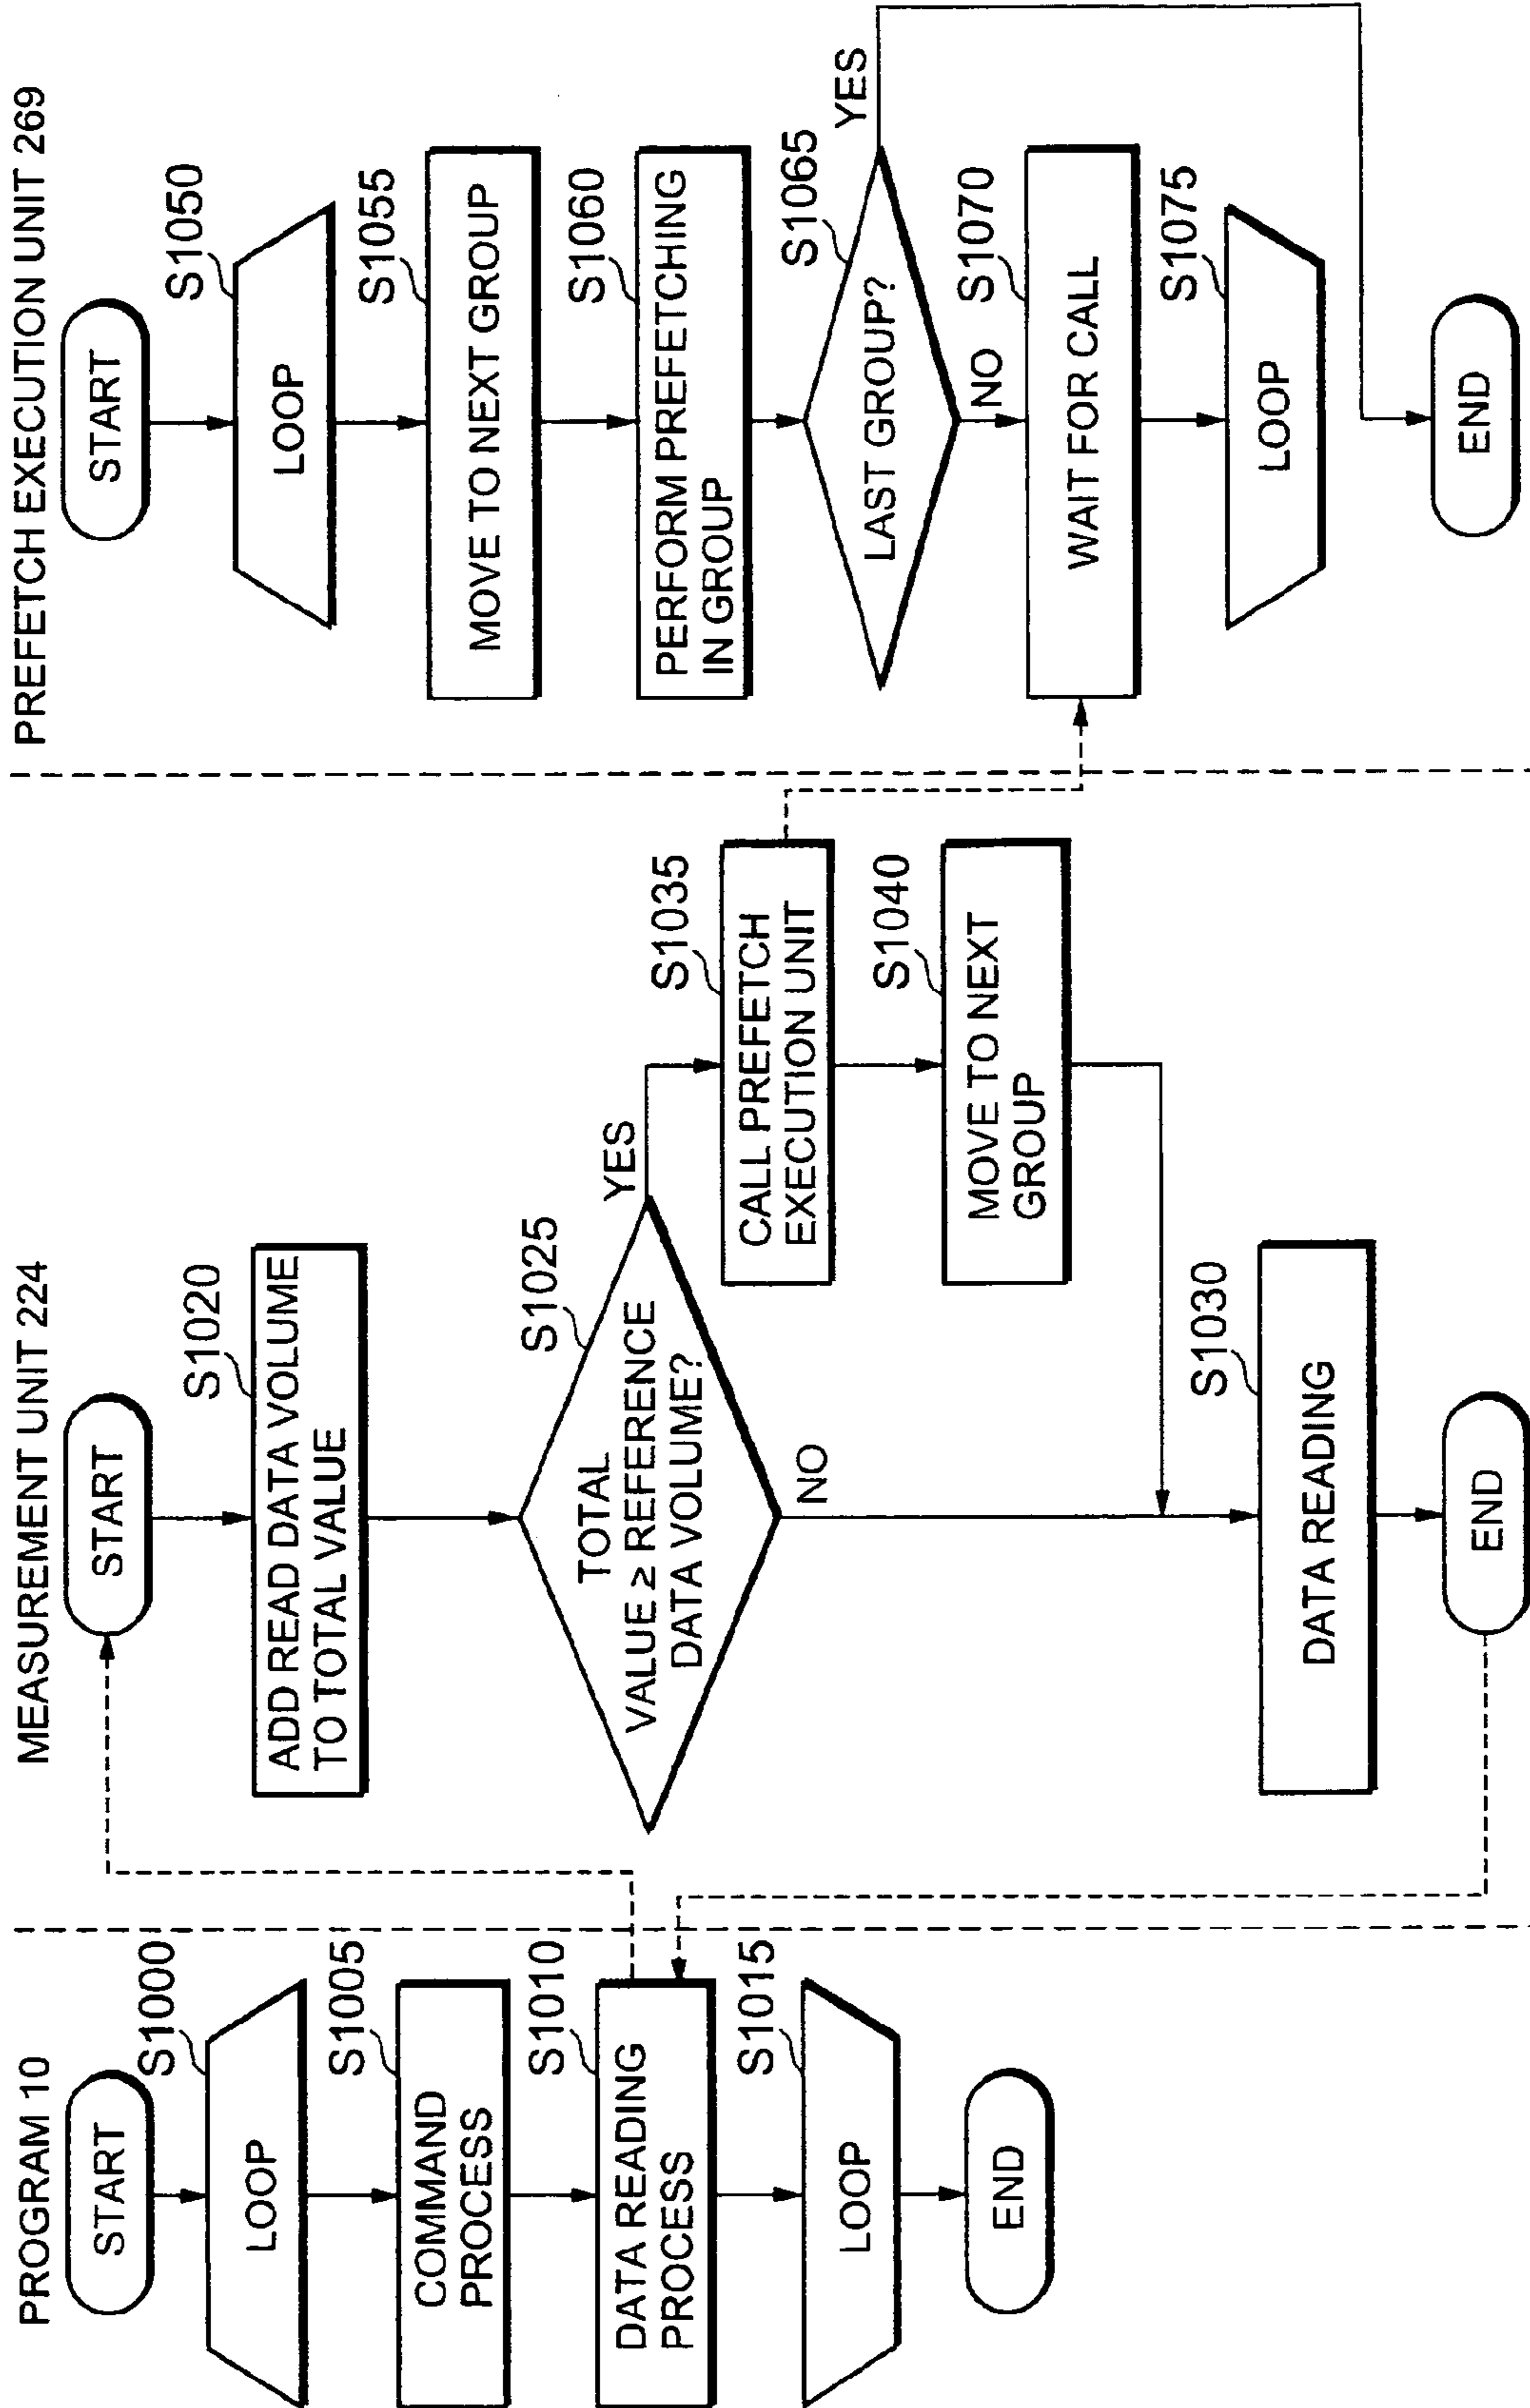 PROGRAM 10
START
S1000
LOOP
S1005
COMMAND
PROCESS
S1010
DATA READING
PROCESS
S1015
LOOP
END
MEASUREMENT UNIT 224
START
S1020
ADD READ DATA VOLUME
TO TOTAL VALUE
S1025
TOTAL
VALUE ≥ REFERENCE
DATA VOLUME?
YES
NO
S1035
CALL PREFETCH
EXECUTION UNIT
S1040
MOVE TO NEXT
GROUP
S1030
DATA READING
END
PREFETCH EXECUTION UNIT 269
START
S1050
LOOP
S1055
MOVE TO NEXT GROUP
S1060
PERFORM PREFETCHING
IN GROUP
S1065
LAST GROUP?
YES
NO
S1070
WAIT FOR CALL
S1075
LOOP
END